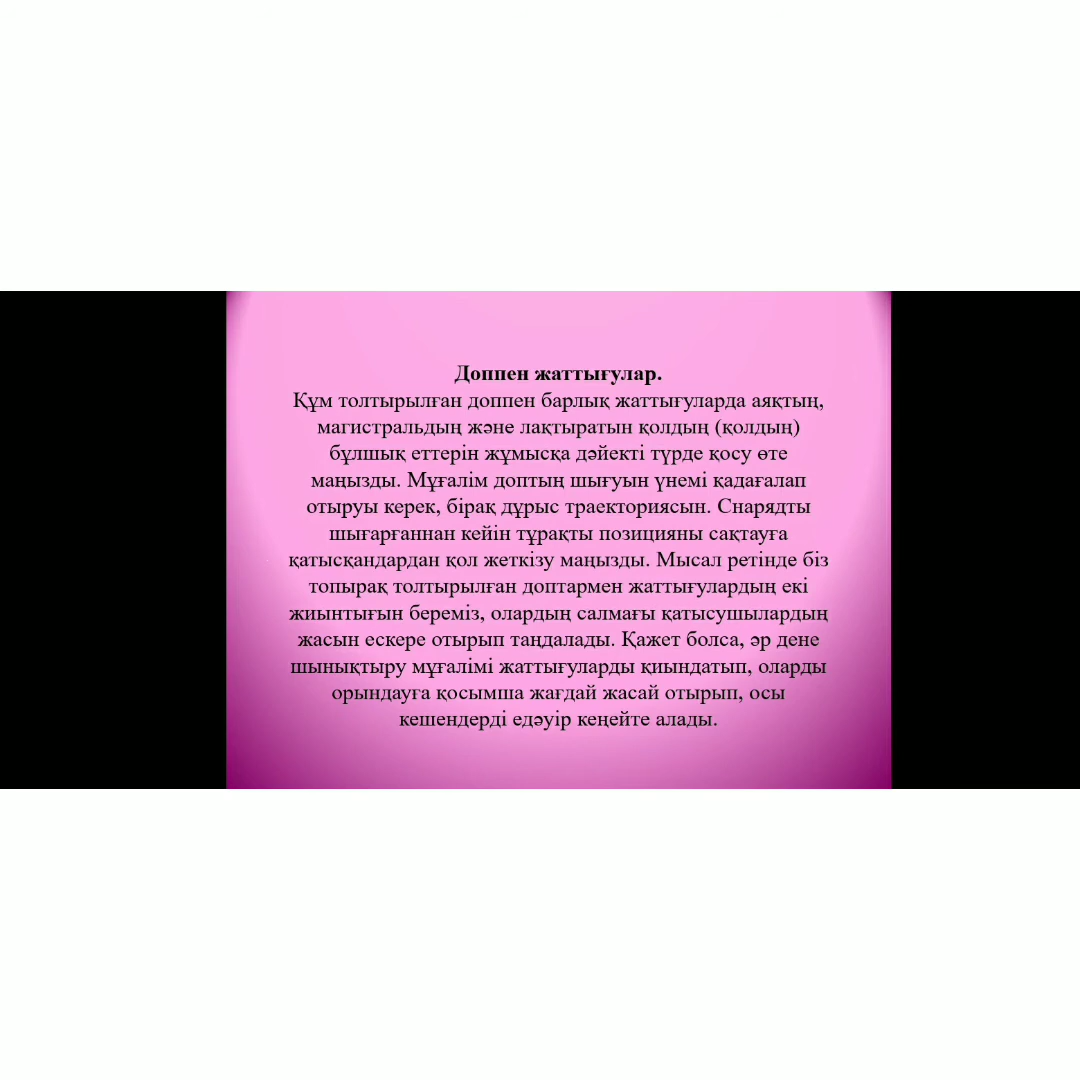 Доппен жаттығулар.
Құм толтырылған доппен барлық жаттығуларда аяқтың,
магистральдың және лақтыратын қолдың (қолдың)
бұлшық еттерін жұмысқа дәйекті түрде қосу өте
маңызды. Мұғалім доптың шығуын үнемі қадағалап
отыруы керек, бірақ дұрыс траекториясын. Снарядты
шығарғаннан кейін тұрақты позицияны сақтауға
қатысқандардан қол жеткізу маңызды. Мысал ретінде біз
топырақ толтырылған доптармен жаттығулардың екі
жиынтығын береміз, олардың салмағы қатысушылардың
жасын ескере отырып таңдалады. Қажет болса, әр дене
шынықтыру мұғалімі жаттығуларды қиындатып, оларды
орындауға қосымша жағдай жасай отырып, осы
кешендерді едәуір кеңейте алады.